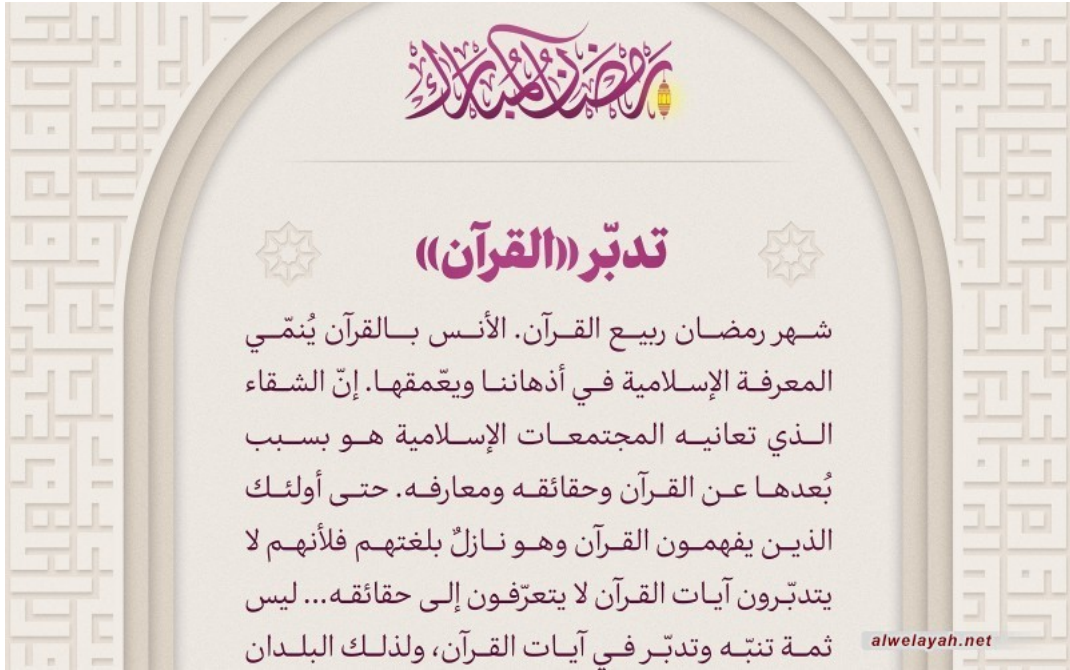 رمضان المبارك
تدبّر «القرآن»
شهر رمضان ربيع القرآن. الأنس بالقرآن يُنمّي
المعرفة الإسلامية في أذهاننا ويعّمقها. إنّ الشقاء
الذي تعانيه المجتمعات الإسلامية هو بسبب
بُعدها عن القرآن وحقائقه ومعارفه. حتى أولئك
الذين يفهمون القرآن وهو نازلٌ بلغتهم فلأنهم لا
يتدبّرون آيات القرآن لا يتعرّفون إلى حقائقه... ليس
ثمة تنبّه وتدبّر في آيات القرآن، ولذلك البلدان
alwelayah.net